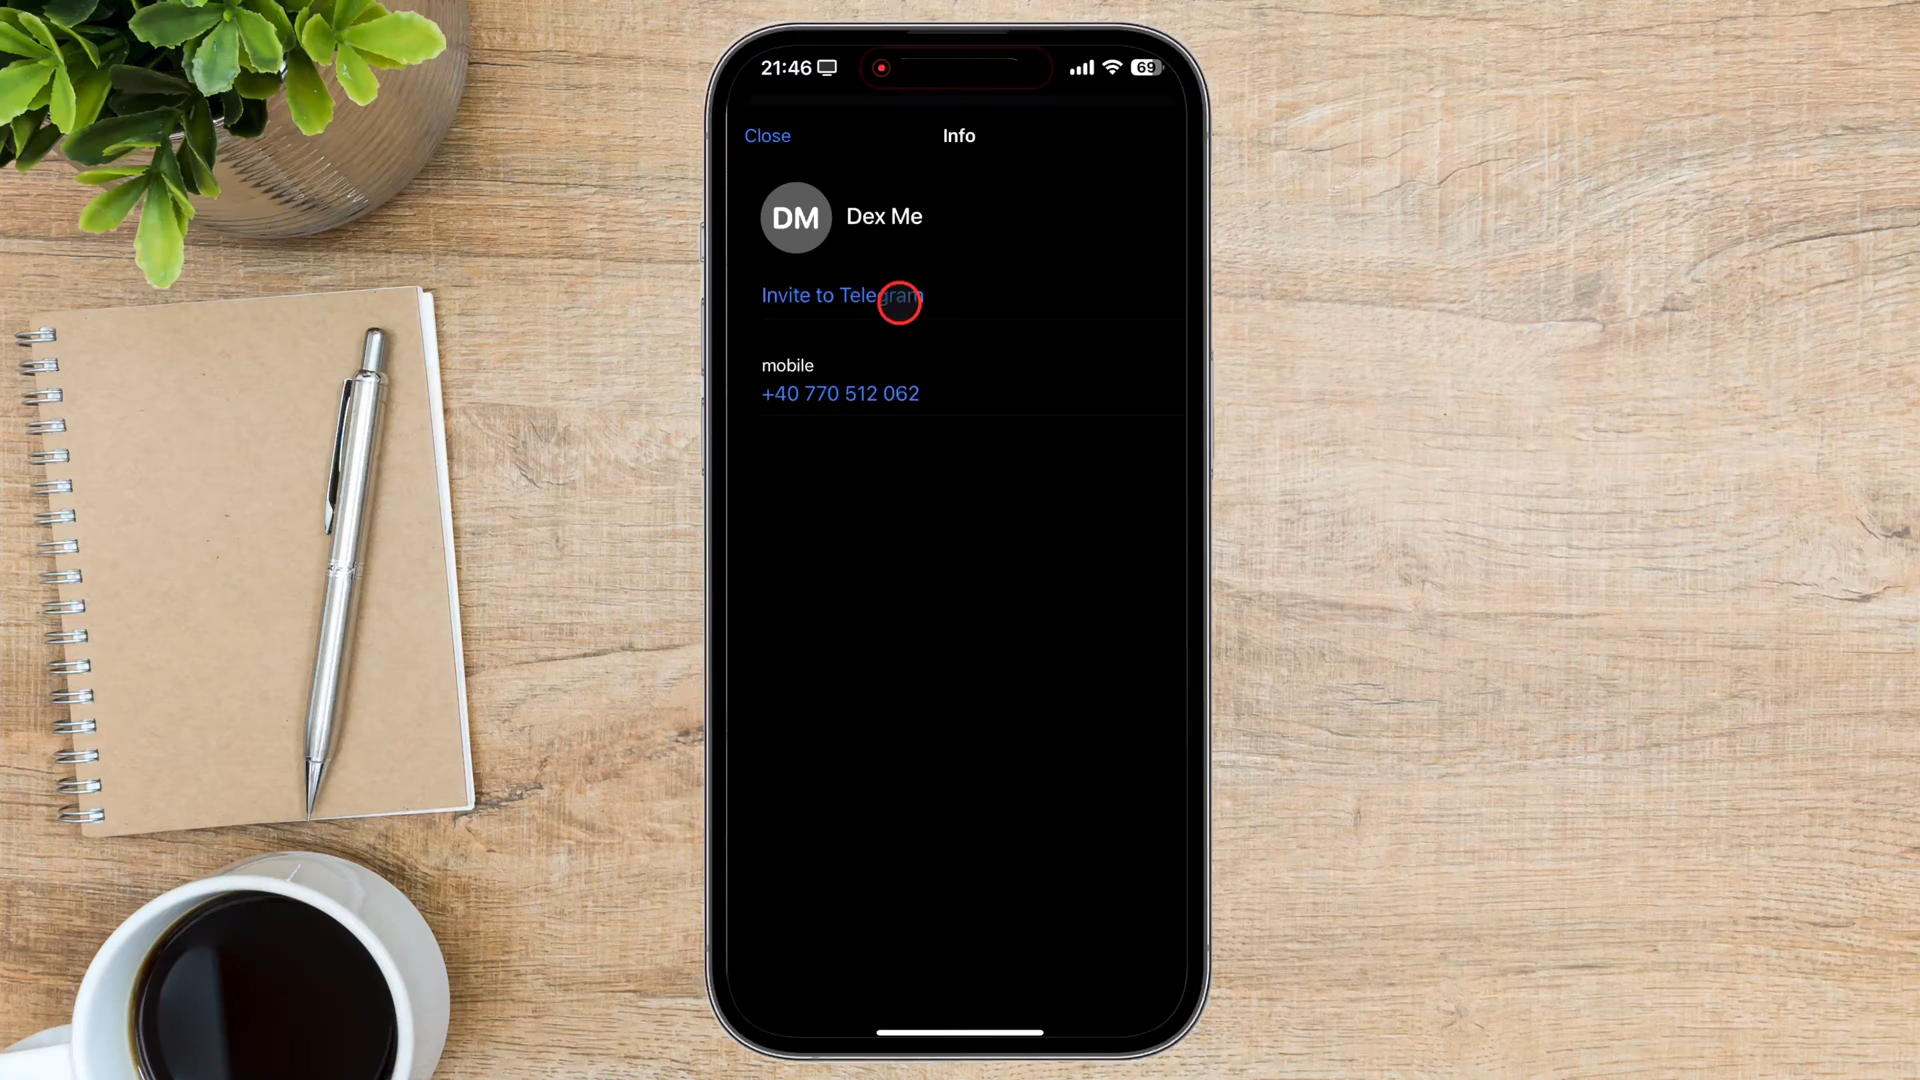 21:46
69
Close
Info
DM
Dex Me
Invite to Telegram
mobile
+40 770 512 062